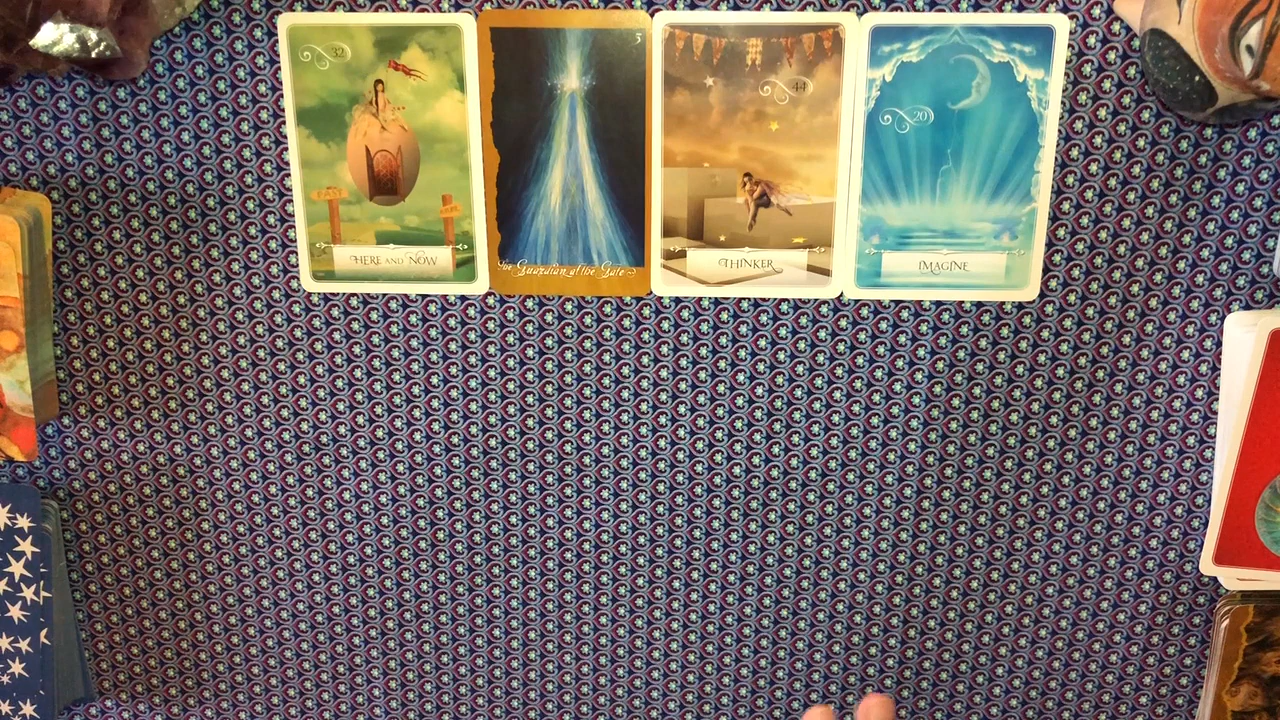 32
HERE AND NOW
5
the Guardian of the Gate
44
THINKER
20
IMAGINE